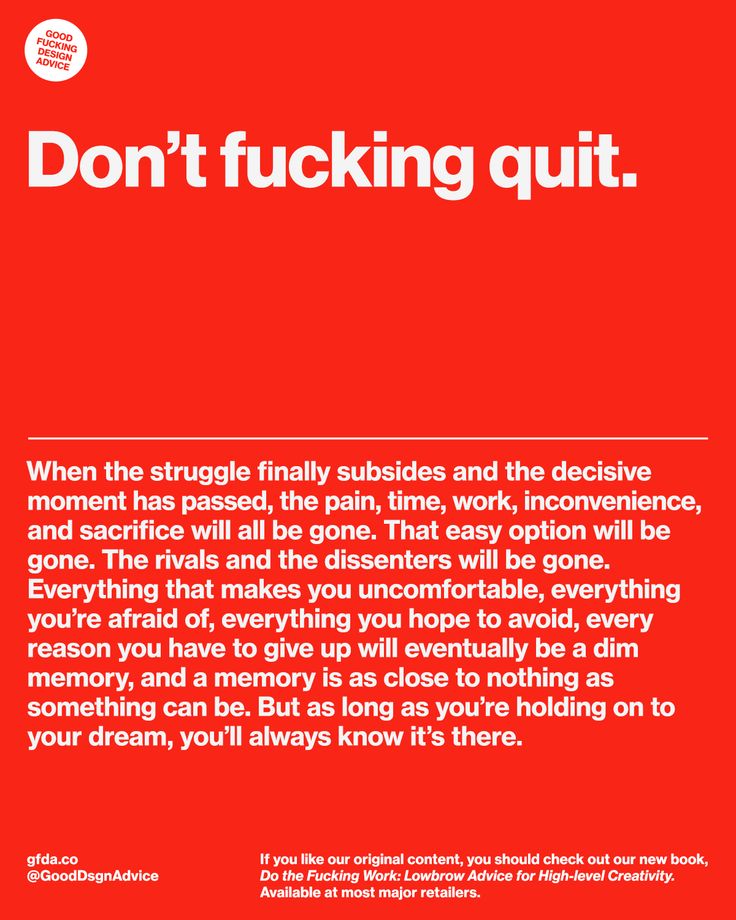 GOOD
FUCKING
DESIGN
ADVICE
Don’t fucking quit.
When the struggle finally subsides and the decisive
moment has passed, the pain, time, work, inconvenience,
and sacrifice will all be gone. That easy option will be
gone. The rivals and the dissenters will be gone.
Everything that makes you uncomfortable, everything
you’re afraid of, everything you hope to avoid, every
reason you have to give up will eventually be a dim
memory, and a memory is as close to nothing as
something can be. But as long as you’re holding on to
your dream, you’ll always know it’s there.
gfda.co
@GoodDsgnAdvice
If you like our original content, you should check out our new book,
Do the Fucking Work: Lowbrow Advice for High-level Creativity.
Available at most major retailers.